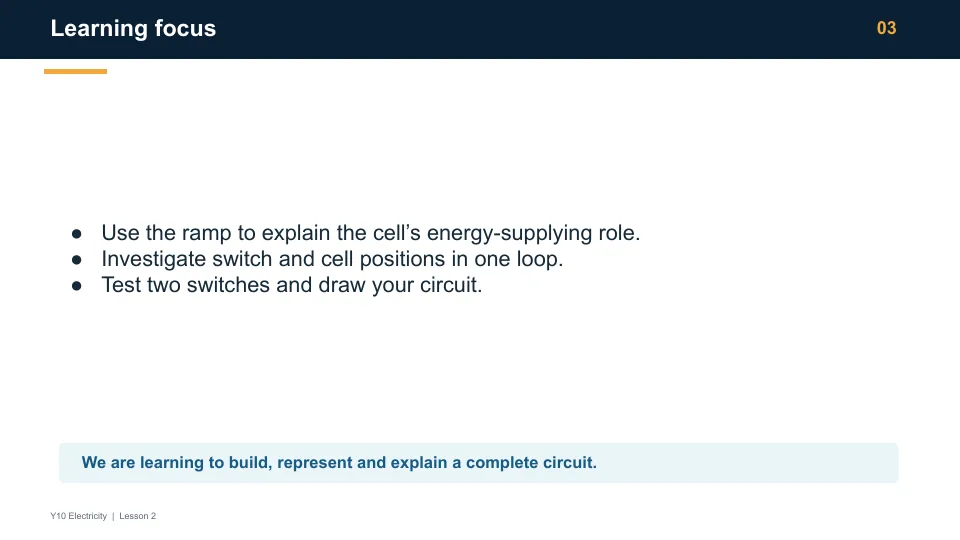 Learning focus
03
● Use the ramp to explain the cell’s energy-supplying role.
● Investigate switch and cell positions in one loop.
● Test two switches and draw your circuit.
We are learning to build, represent and explain a complete circuit.
Y10 Electricity | Lesson 2